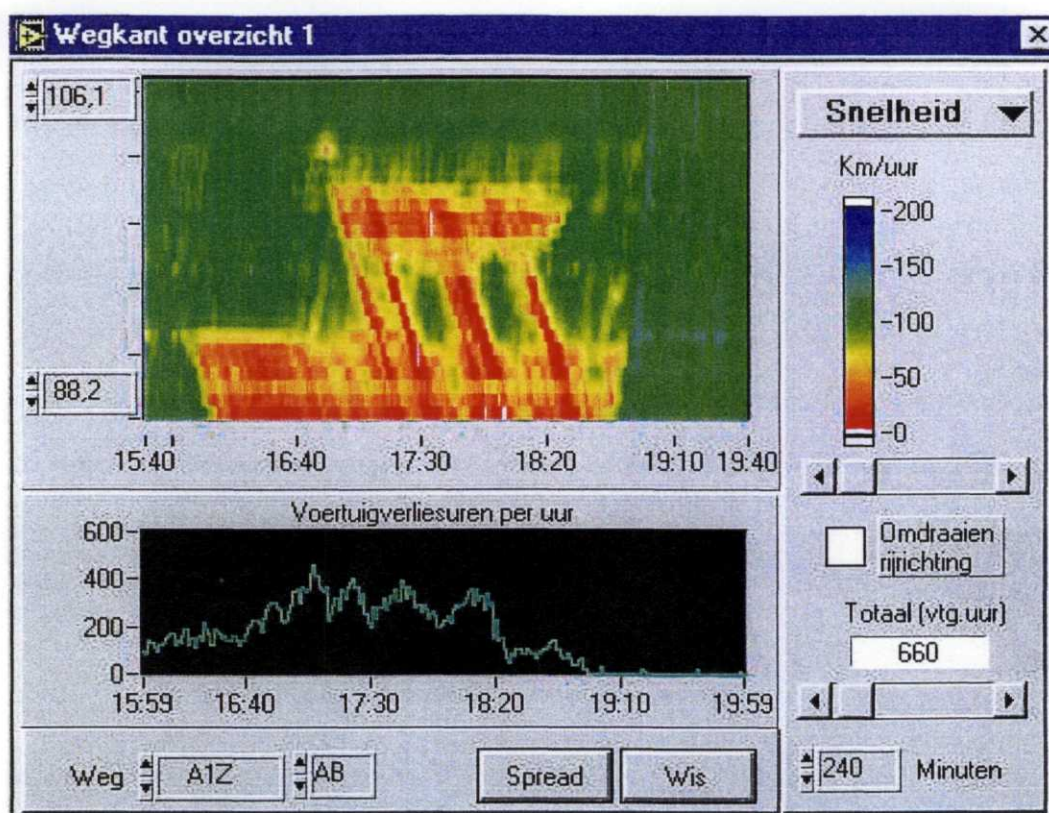 Wegkant overzicht 1
106,1
88,2
15:40 16:40 17:30 18:20 19:10 19:40
Snelheid
Km/uur
-200
-150
-100
-50
-0
Voertuigverliesuren per uur
600-
400-
200-
0-
15:59 16:40 17:30 18:20 19:10 19:59
Omdraaien
rijrichting
Totaal (vtg.uur)
660
Weg A1Z AB Spread Wis
240 Minuten